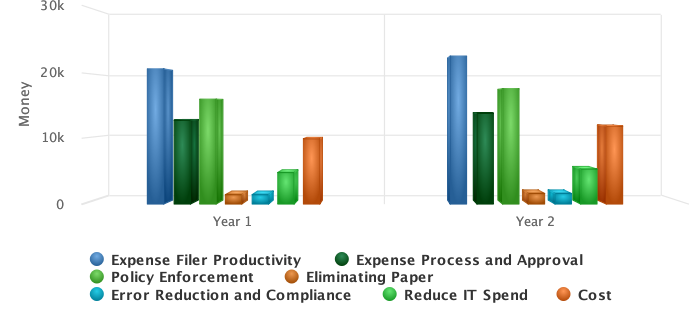 30k
20k
10k
0
Money
Year 1
Year 2
Expense Filer Productivity
Expense Process and Approval
Policy Enforcement
Eliminating Paper
Error Reduction and Compliance
Reduce IT Spend
Cost